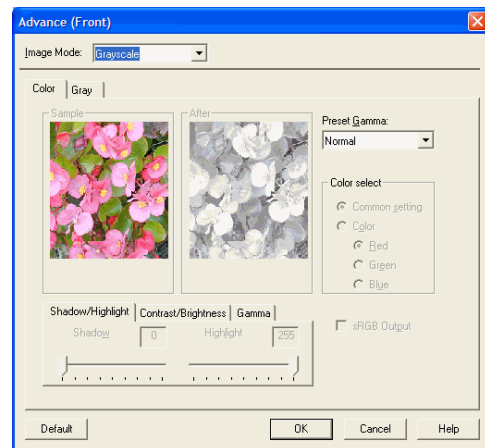 Advance (Front)
Image Mode: Grayscale
Color Gray
Sample After
Preset Gamma:
Normal
Color select
Common setting
Color
Red
Green
Blue
Shadow/Highlight Contrast/Brightness Gamma
Shadow 0 Highlight 255
sRGB Output
Default OK Cancel Help